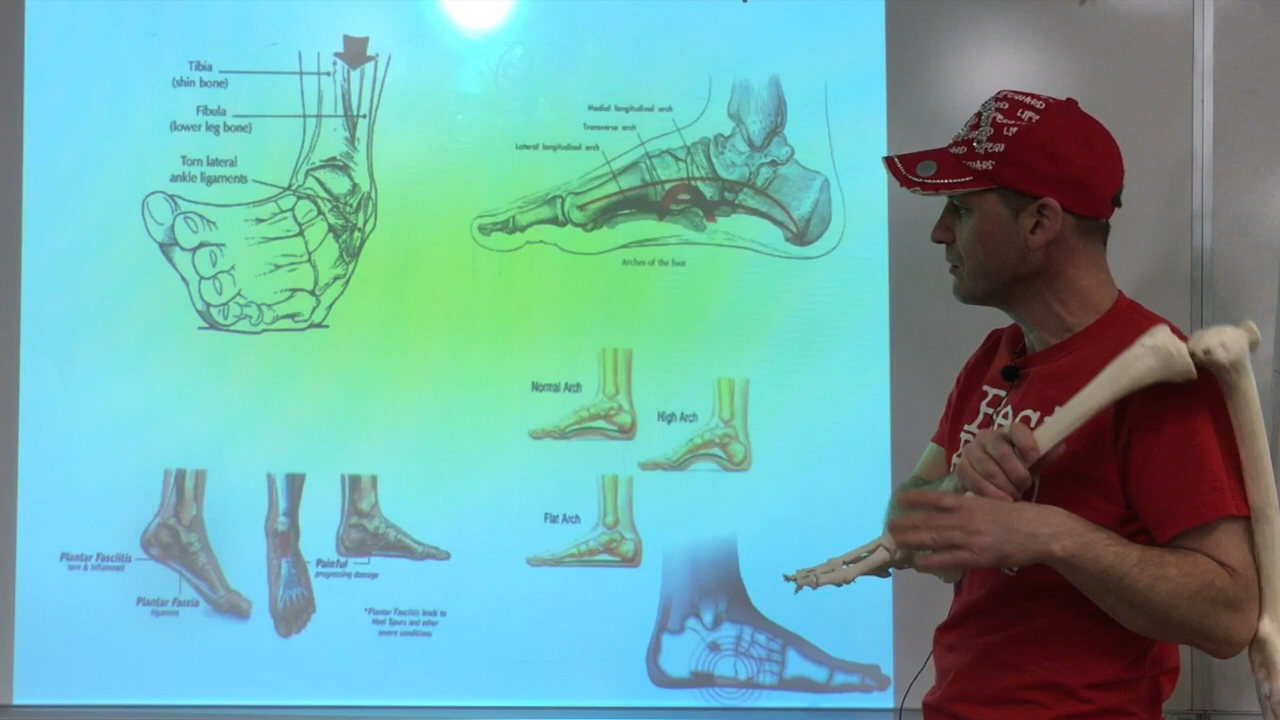 Tibia
(shin bone)
Fibula
(lower leg bone)
Torn lateral
ankle ligaments
Medial longitudinal arch
Transverse arch
Lateral longitudinal arch
Arches of the foot
Normal Arch
High Arch
Flat Arch
Plantar Fasciitis
torn & inflammed
Plantar Fascia
ligament
Painful
progressing damage
*Plantar Fasciitis leads to
Heel Spurs and other
severe conditions
LIFE